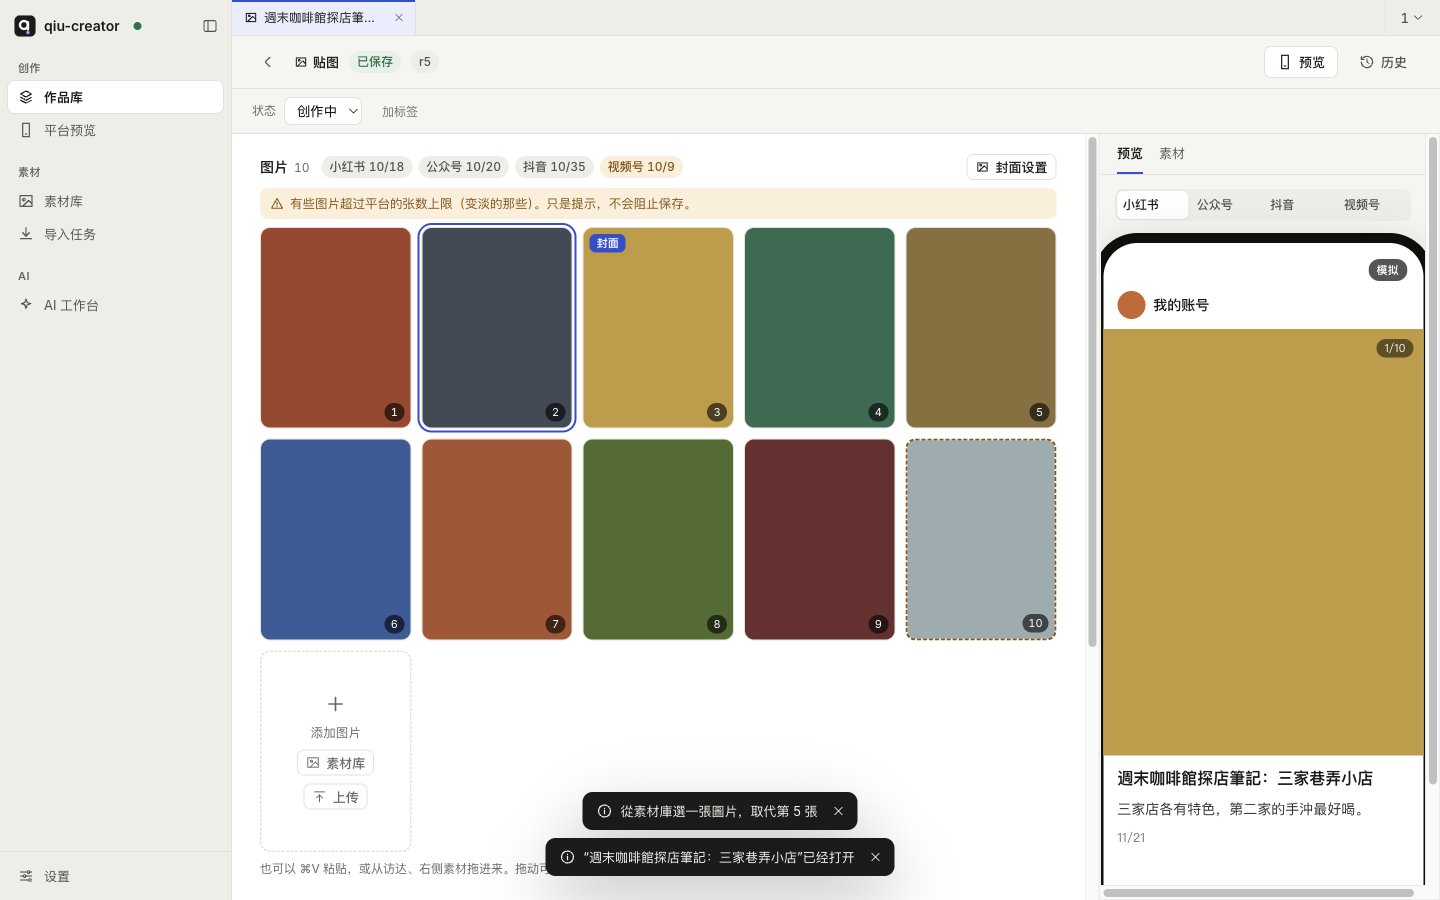 qiu-creator
创作
作品库
平台预览
素材
素材库
导入任务
AI
AI 工作台
设置
週末咖啡館探店筆...
1
贴图 已保存 r5
预览 历史
状态 创作中 加标签
图片 10 小红书 10/18 公众号 10/20 抖音 10/35 视频号 10/9 封面设置
有些图片超过平台的张数上限（变淡的那些）。只是提示，不会阻止保存。
封面
1 2 3 4 5
6 7 8 9 10
添加图片
素材库
上传
也可以 ⌘V 粘贴，或从访达、右侧素材拖进来。拖动
從素材庫選一張圖片，取代第 5 張
“週末咖啡館探店筆記：三家巷弄小店”已经打开
预览 素材
小红书 公众号 抖音 视频号
模拟
我的账号
1/10
週末咖啡館探店筆記：三家巷弄小店
三家店各有特色，第二家的手沖最好喝。
11/21